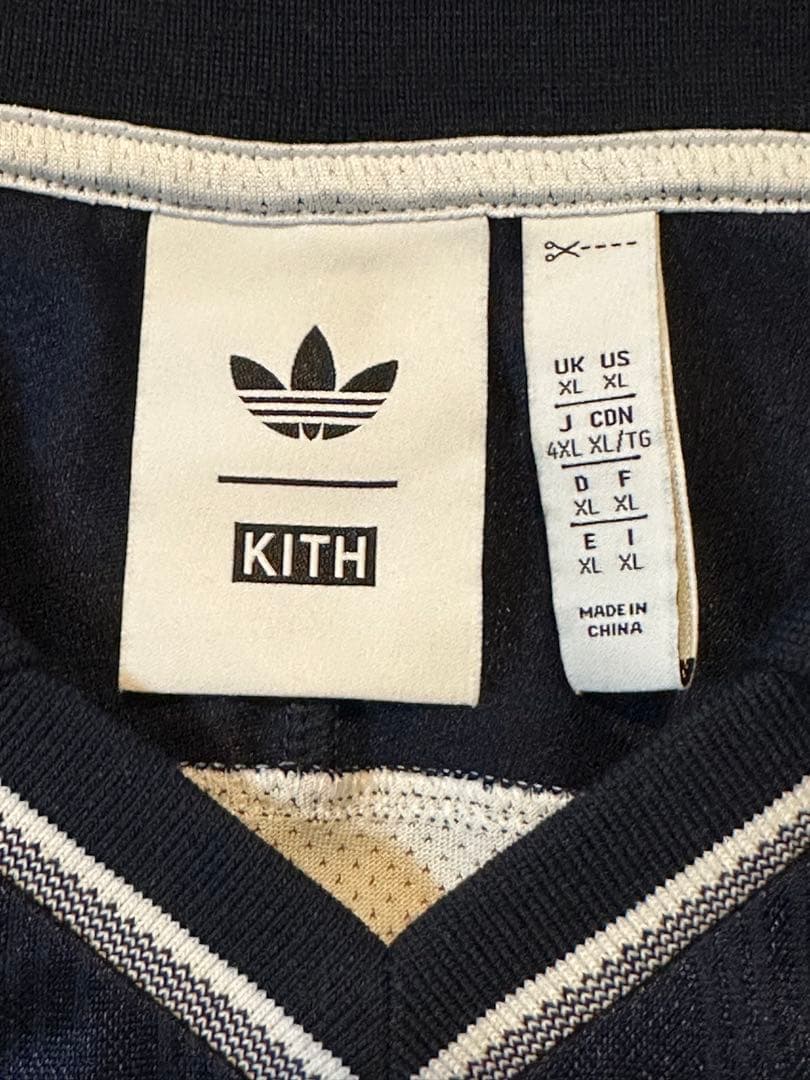 KITH
UK US
XL XL
J CDN
4XL XL/TG
D F
XL XL
E I
XL XL
MADE IN
CHINA